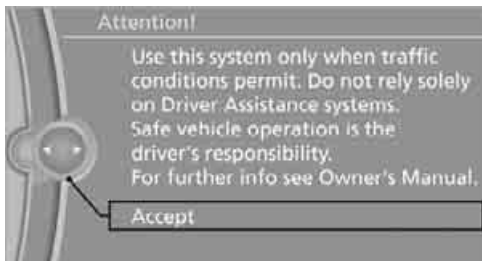 Attention!
Use this system only when traffic
conditions permit. Do not rely solely
on Driver Assistance systems.
Safe vehicle operation is the
driver's responsibility.
For further info see Owner's Manual.
Accept